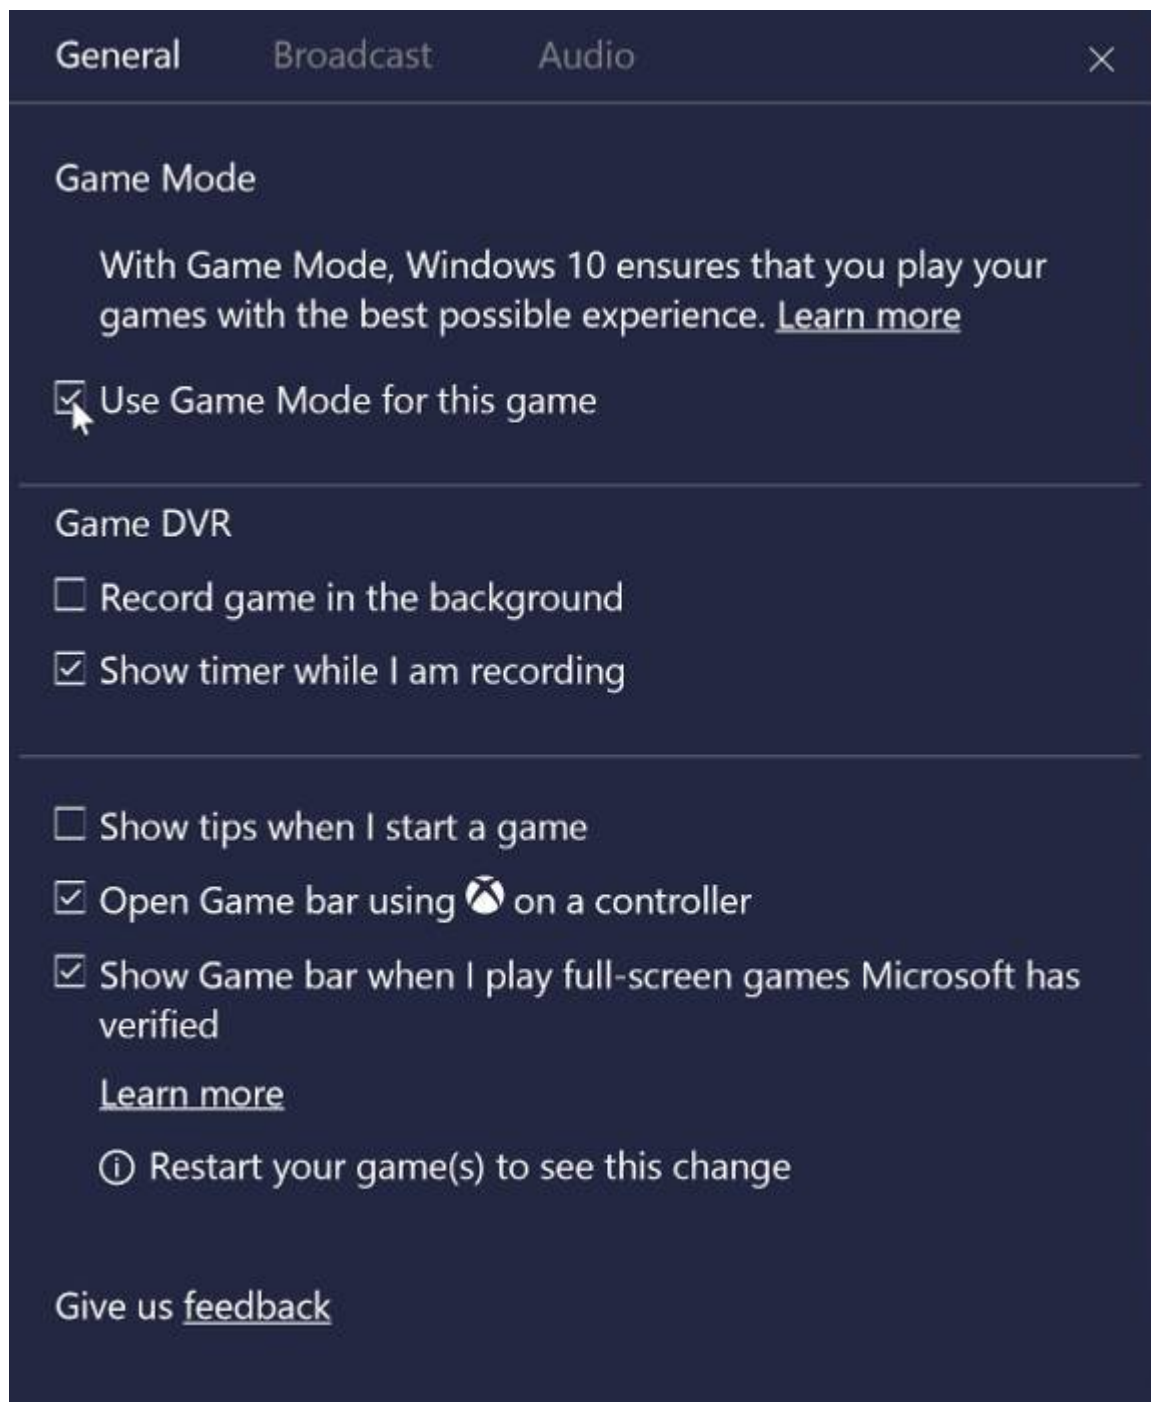 General Broadcast Audio
Game Mode
With Game Mode, Windows 10 ensures that you play your
games with the best possible experience. Learn more
Use Game Mode for this game
Game DVR
Record game in the background
Show timer while I am recording
Show tips when I start a game
Open Game bar using on a controller
Show Game bar when I play full-screen games Microsoft has
verified
Learn more
Restart your game(s) to see this change
Give us feedback